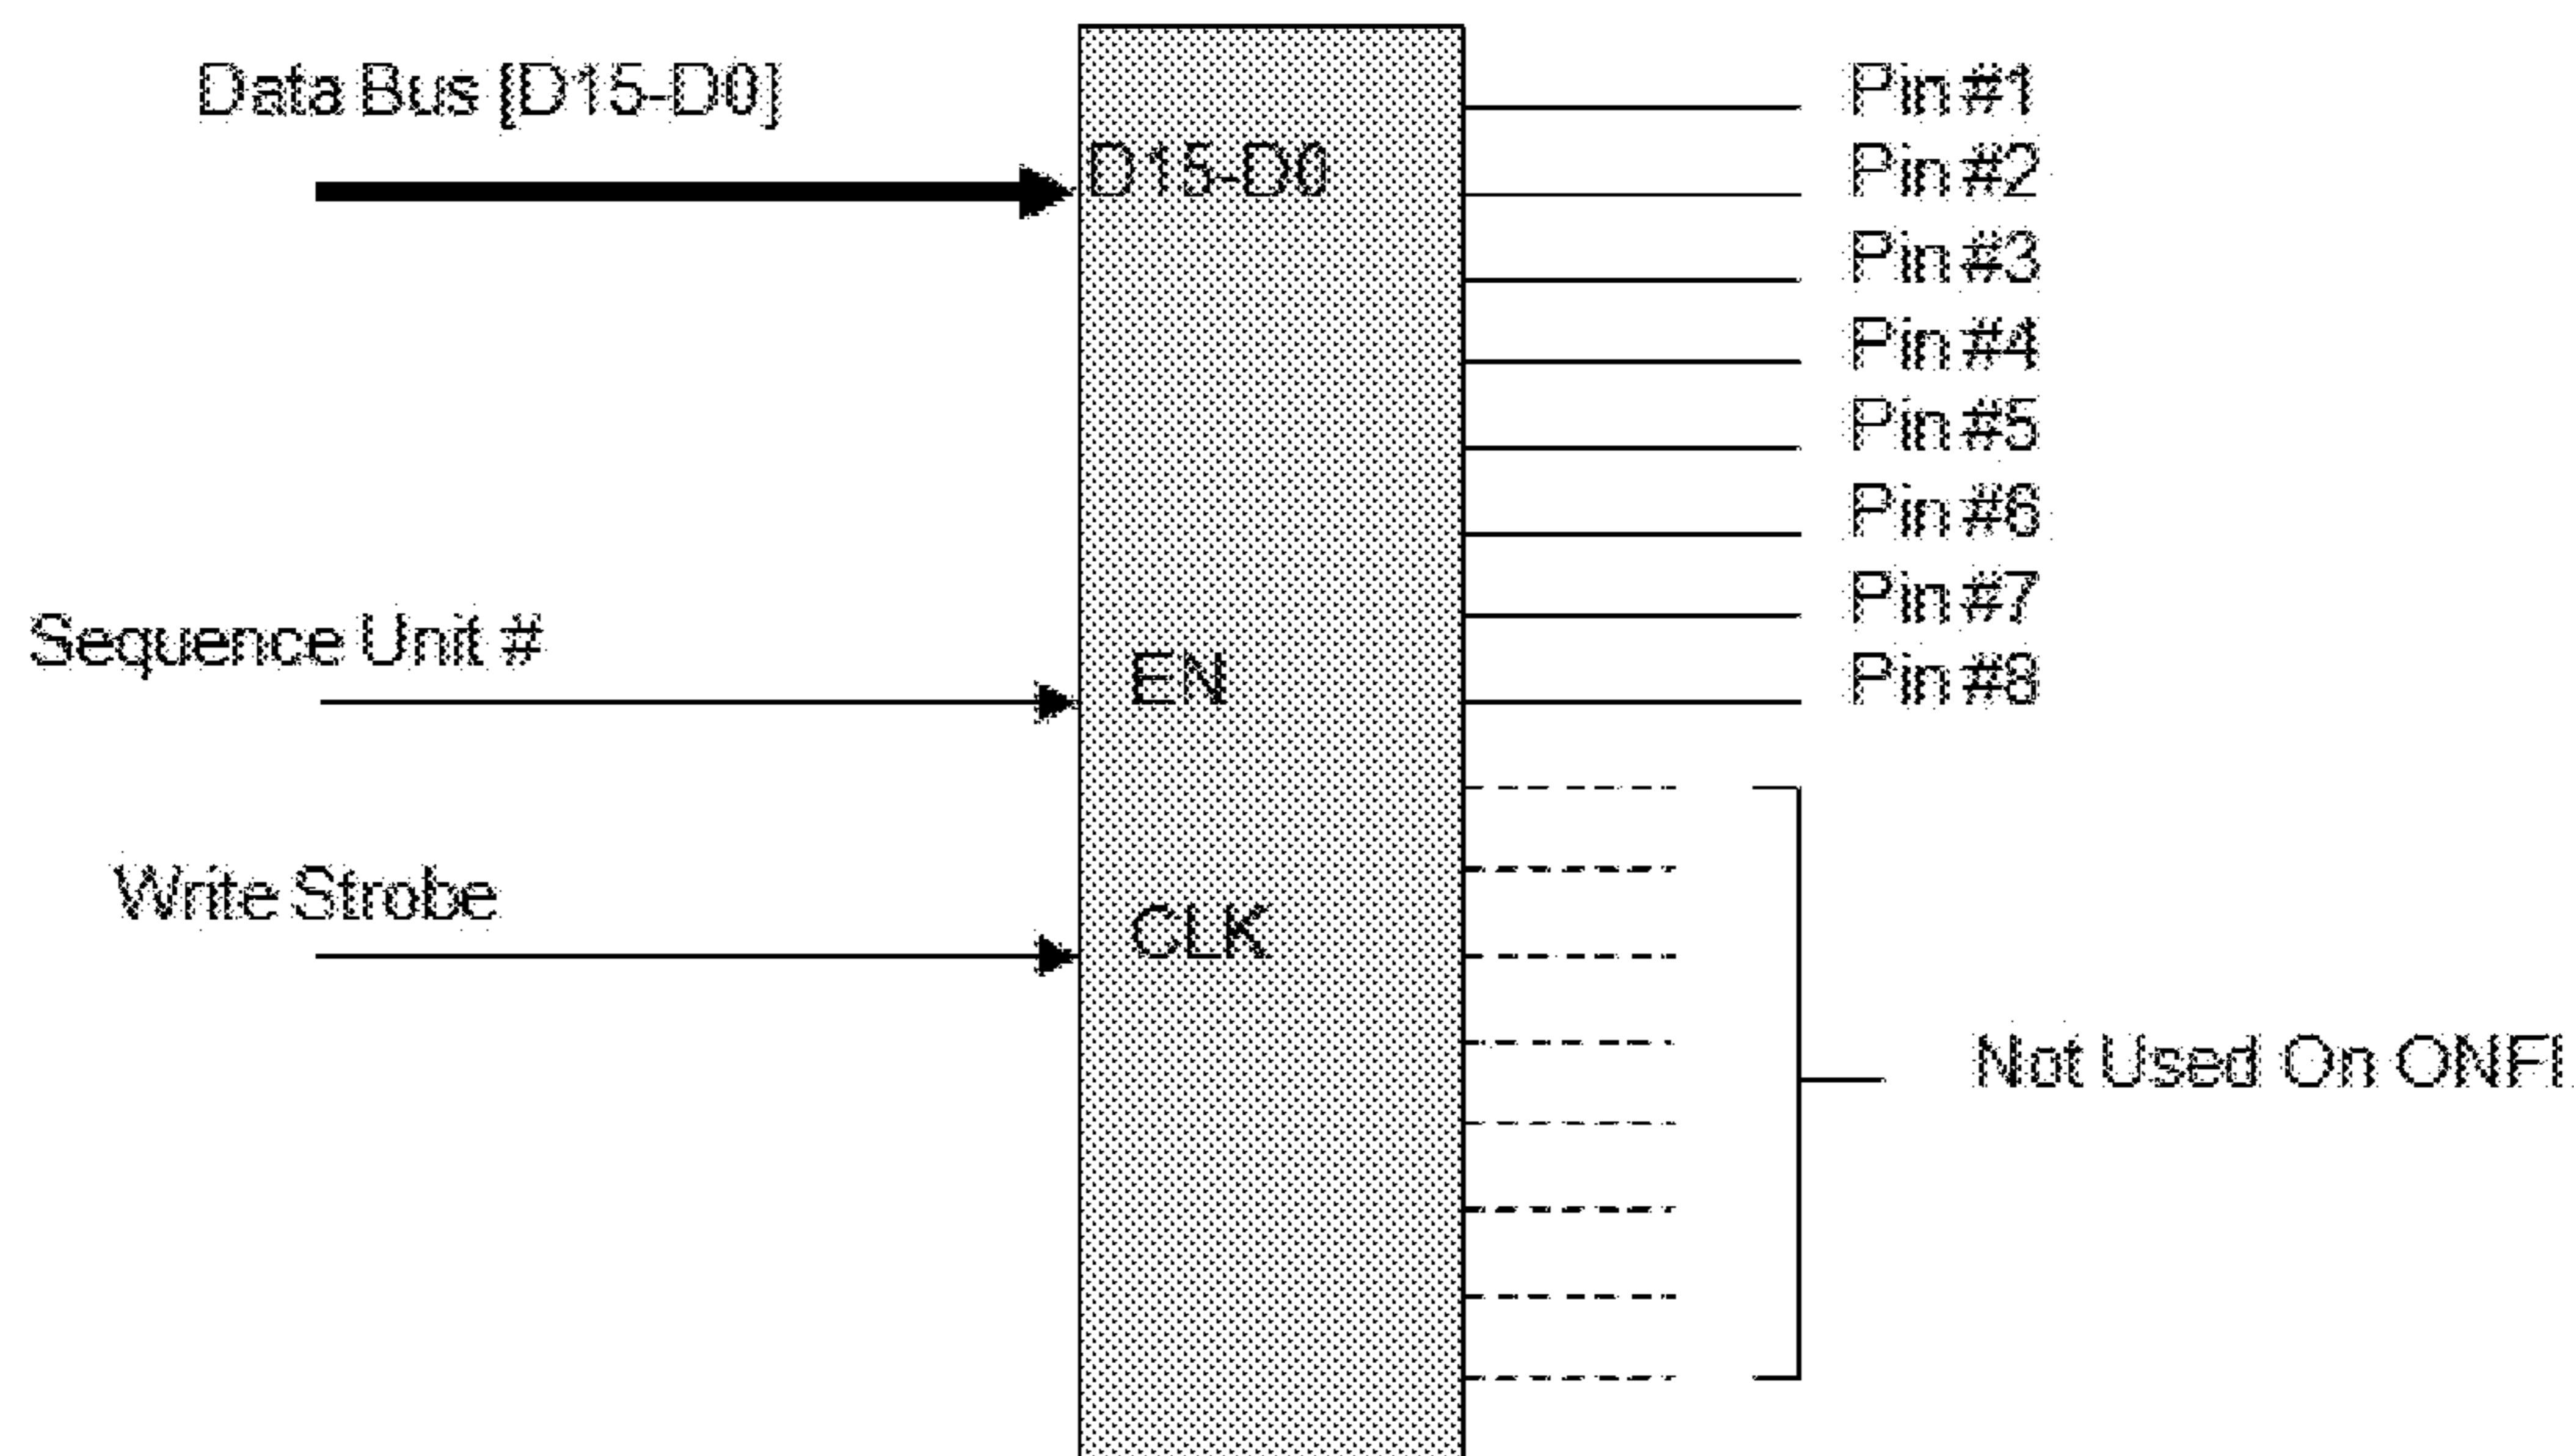 Data Bus [D15-D0]
D15-D0
Sequence Unit #
EN
Write Strobe
CLK
Pin #1
Pin #2
Pin #3
Pin #4
Pin #5
Pin #6
Pin #7
Pin #8
Not Used On ONFI